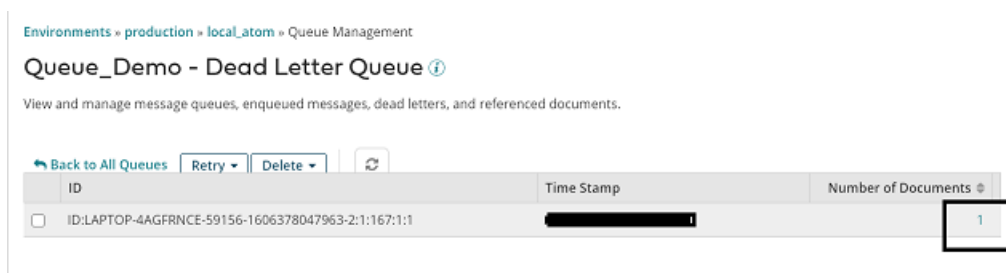 Environments » production » local_atom » Queue Management
Queue_Demo - Dead Letter Queue
View and manage message queues, enqueued messages, dead letters, and referenced documents.
Back to All Queues Retry Delete
ID Time Stamp Number of Documents
ID:LAPTOP-4AGFRNCE-59156-1606378047963-2:1:167:1:1 1